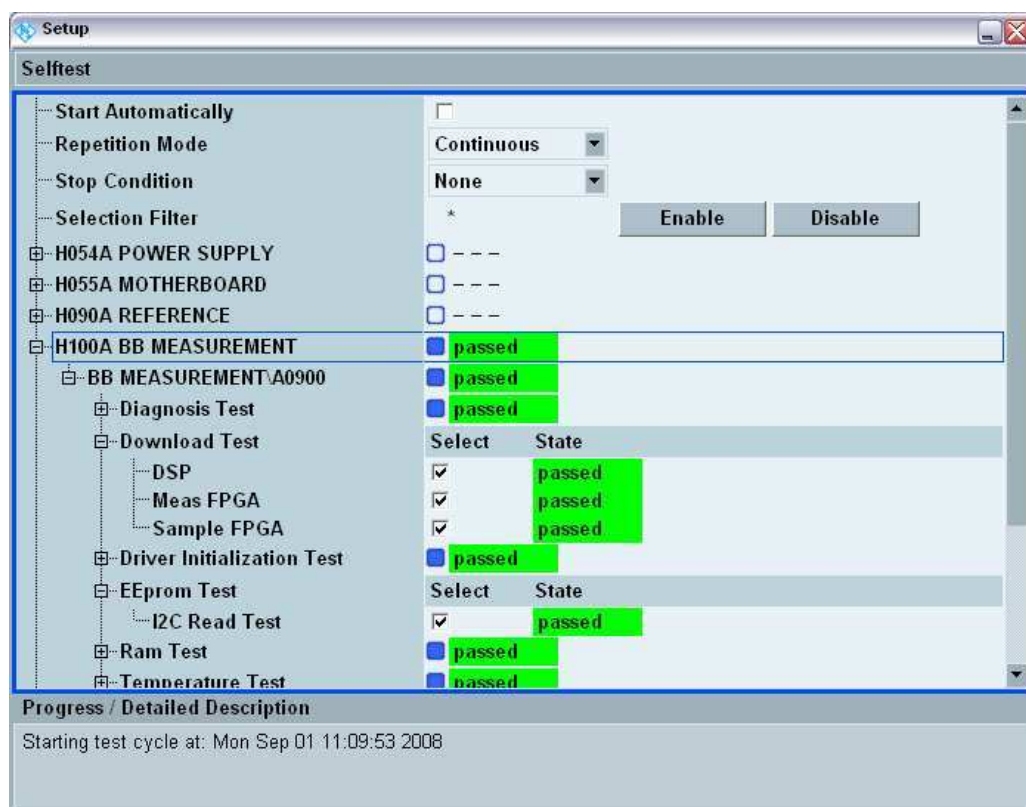 Setup
Selftest
Start Automatically
Repetition Mode Continuous
Stop Condition None
Selection Filter * Enable Disable
H054A POWER SUPPLY – – –
H055A MOTHERBOARD – – –
H090A REFERENCE – – –
H100A BB MEASUREMENT passed
BB MEASUREMENT\A0900 passed
Diagnosis Test passed
Download Test Select State
DSP passed
Meas FPGA passed
Sample FPGA passed
Driver Initialization Test passed
EEprom Test Select State
I2C Read Test passed
Ram Test passed
Temperature Test passed
Progress / Detailed Description
Starting test cycle at: Mon Sep 01 11:09:53 2008